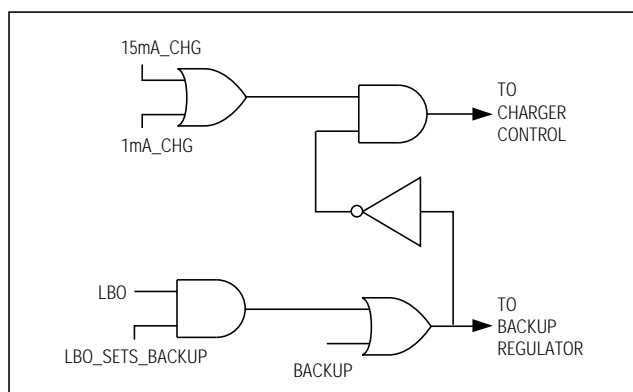 15mA_CHG
1mA_CHG
TO
CHARGER
CONTROL
LBO
LBO_SETS_BACKUP
BACKUP
TO
BACKUP
REGULATOR